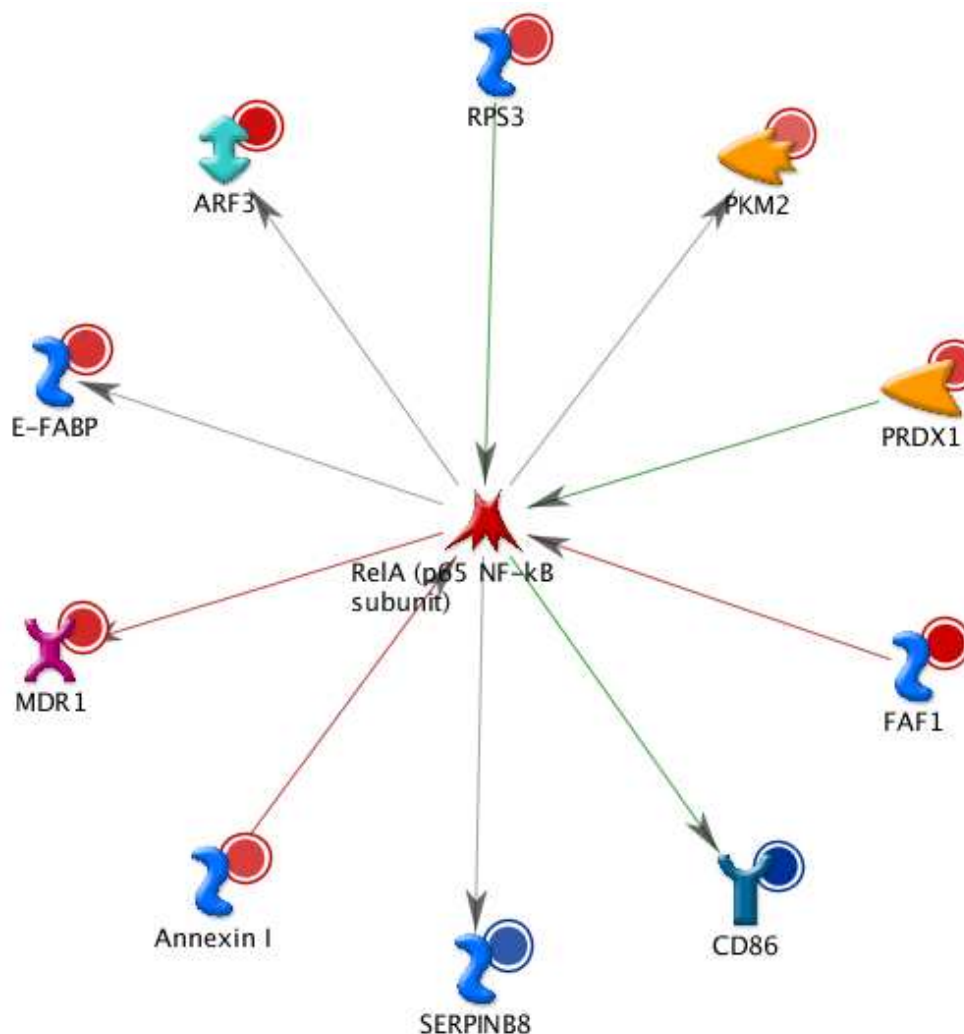 RPS3
ARF3
PKM2
E-FABP
PRDX1
RelA (p65 NF-kB
subunit)
MDR1
FAF1
Annexin I
CD86
SERPINB8